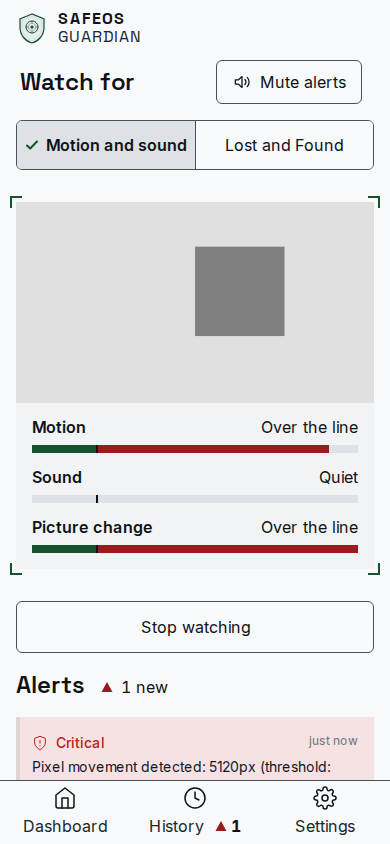 SAFEOS
GUARDIAN
Watch for
Mute alerts
Motion and sound
Lost and Found
Motion
Over the line
Sound
Quiet
Picture change
Over the line
Stop watching
Alerts
1 new
Critical
just now
Pixel movement detected: 5120px (threshold:
Dashboard
History
1
Settings